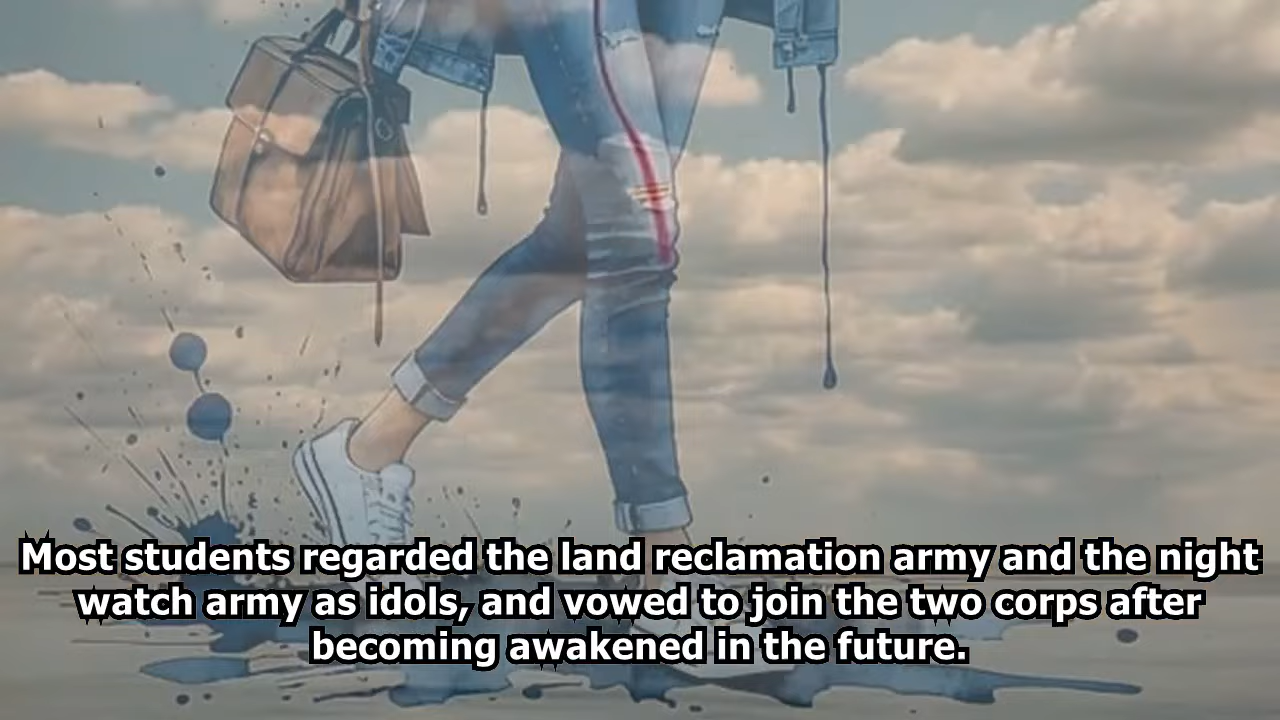 Most students regarded the land reclamation army and the night
watch army as idols, and vowed to join the two corps after
becoming awakened in the future.